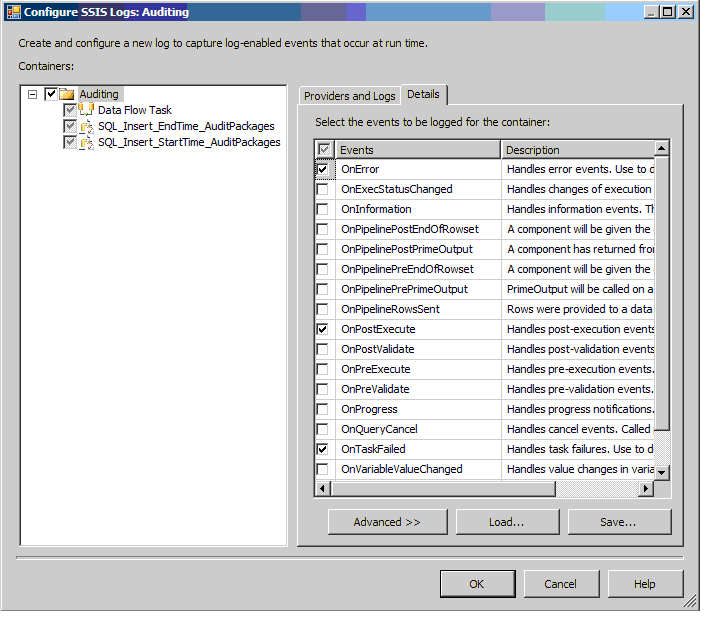 Configure SSIS Logs: Auditing
Create and configure a new log to capture log-enabled events that occur at run time.
Containers:
Auditing
Data Flow Task
SQL_Insert_EndTime_AuditPackages
SQL_Insert_StartTime_AuditPackages
Providers and Logs Details
Select the events to be logged for the container:
Events Description
OnError Handles error events. Use to d
OnExecStatusChanged Handles changes of execution
OnInformation Handles information events. Th
OnPipelinePostEndOfRowset A component will be given the
OnPipelinePostPrimeOutput A component has returned fro
OnPipelinePreEndOfRowset A component will be given the
OnPipelinePrePrimeOutput PrimeOutput will be called on a
OnPipelineRowsSent Rows were provided to a data
OnPostExecute Handles post-execution events
OnPostValidate Handles post-validation events
OnPreExecute Handles pre-execution events.
OnPreValidate Handles pre-validation events.
OnProgress Handles progress notifications.
OnQueryCancel Handles cancel events. Called
OnTaskFailed Handles task failures. Use to d
OnVariableValueChanged Handles value changes in varia
Advanced >> Load... Save...
OK Cancel Help